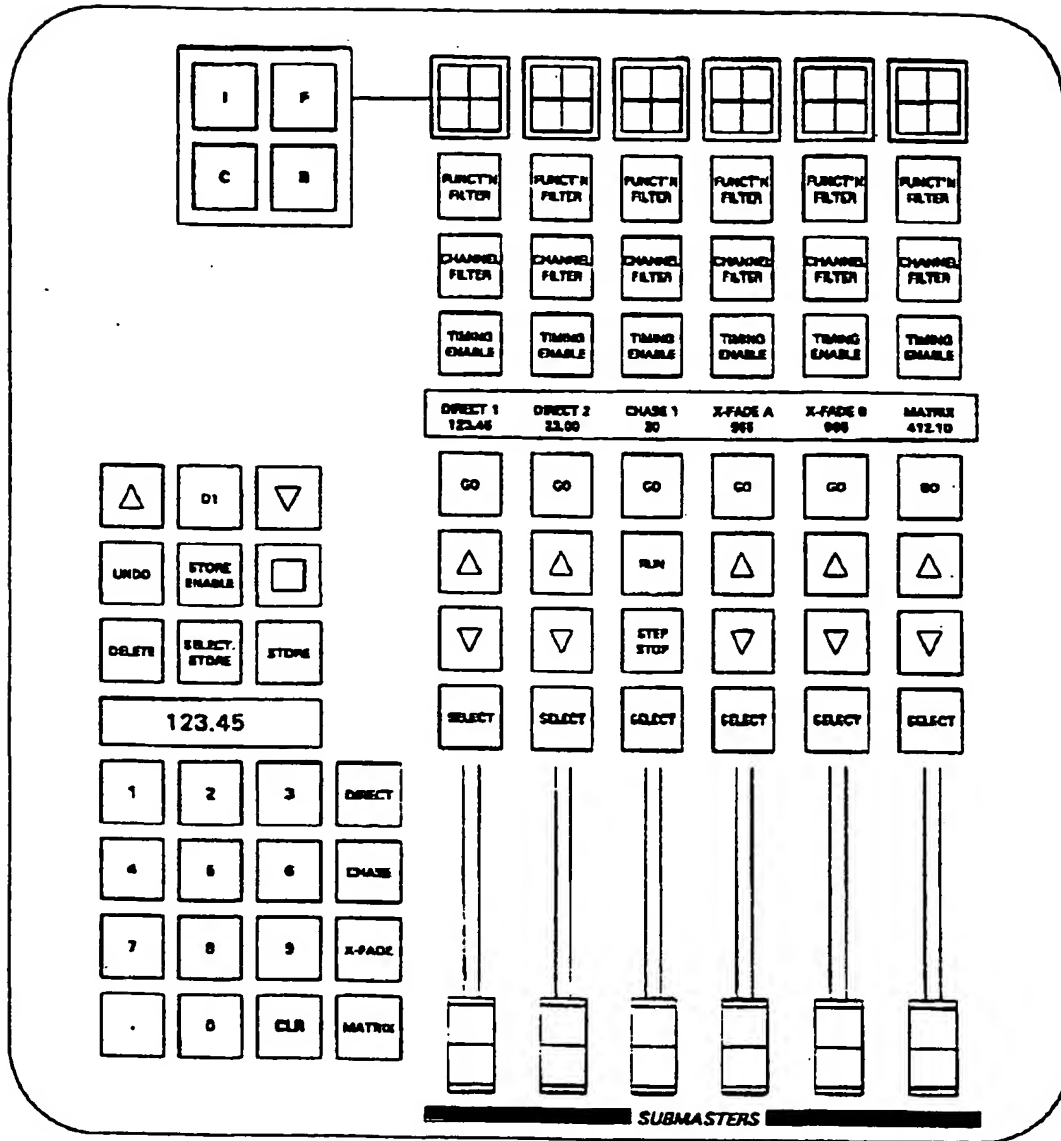 I F
C B
FUNCT'N FILTER FUNCT'N FILTER FUNCT'N FILTER FUNCT'N FILTER FUNCT'N FILTER FUNCT'N FILTER
CHANNEL FILTER CHANNEL FILTER CHANNEL FILTER CHANNEL FILTER CHANNEL FILTER CHANNEL FILTER
TIMING ENABLE TIMING ENABLE TIMING ENABLE TIMING ENABLE TIMING ENABLE TIMING ENABLE
DIRECT 1 DIRECT 2 CHASE 1 X-FADE A X-FADE B MATRIX
123.45 23.00 20 412.10
D1 GO GO GO GO GO GO
UNDO STORE ENABLE RUN
DELETE SELECT. STORE STORE STEP STOP
123.45 SELECT SELECT SELECT SELECT SELECT SELECT
1 2 3 DIRECT
4 5 6 CHASE
7 8 9 X-FADE
. 0 CLR MATRIX
SUBMASTERS